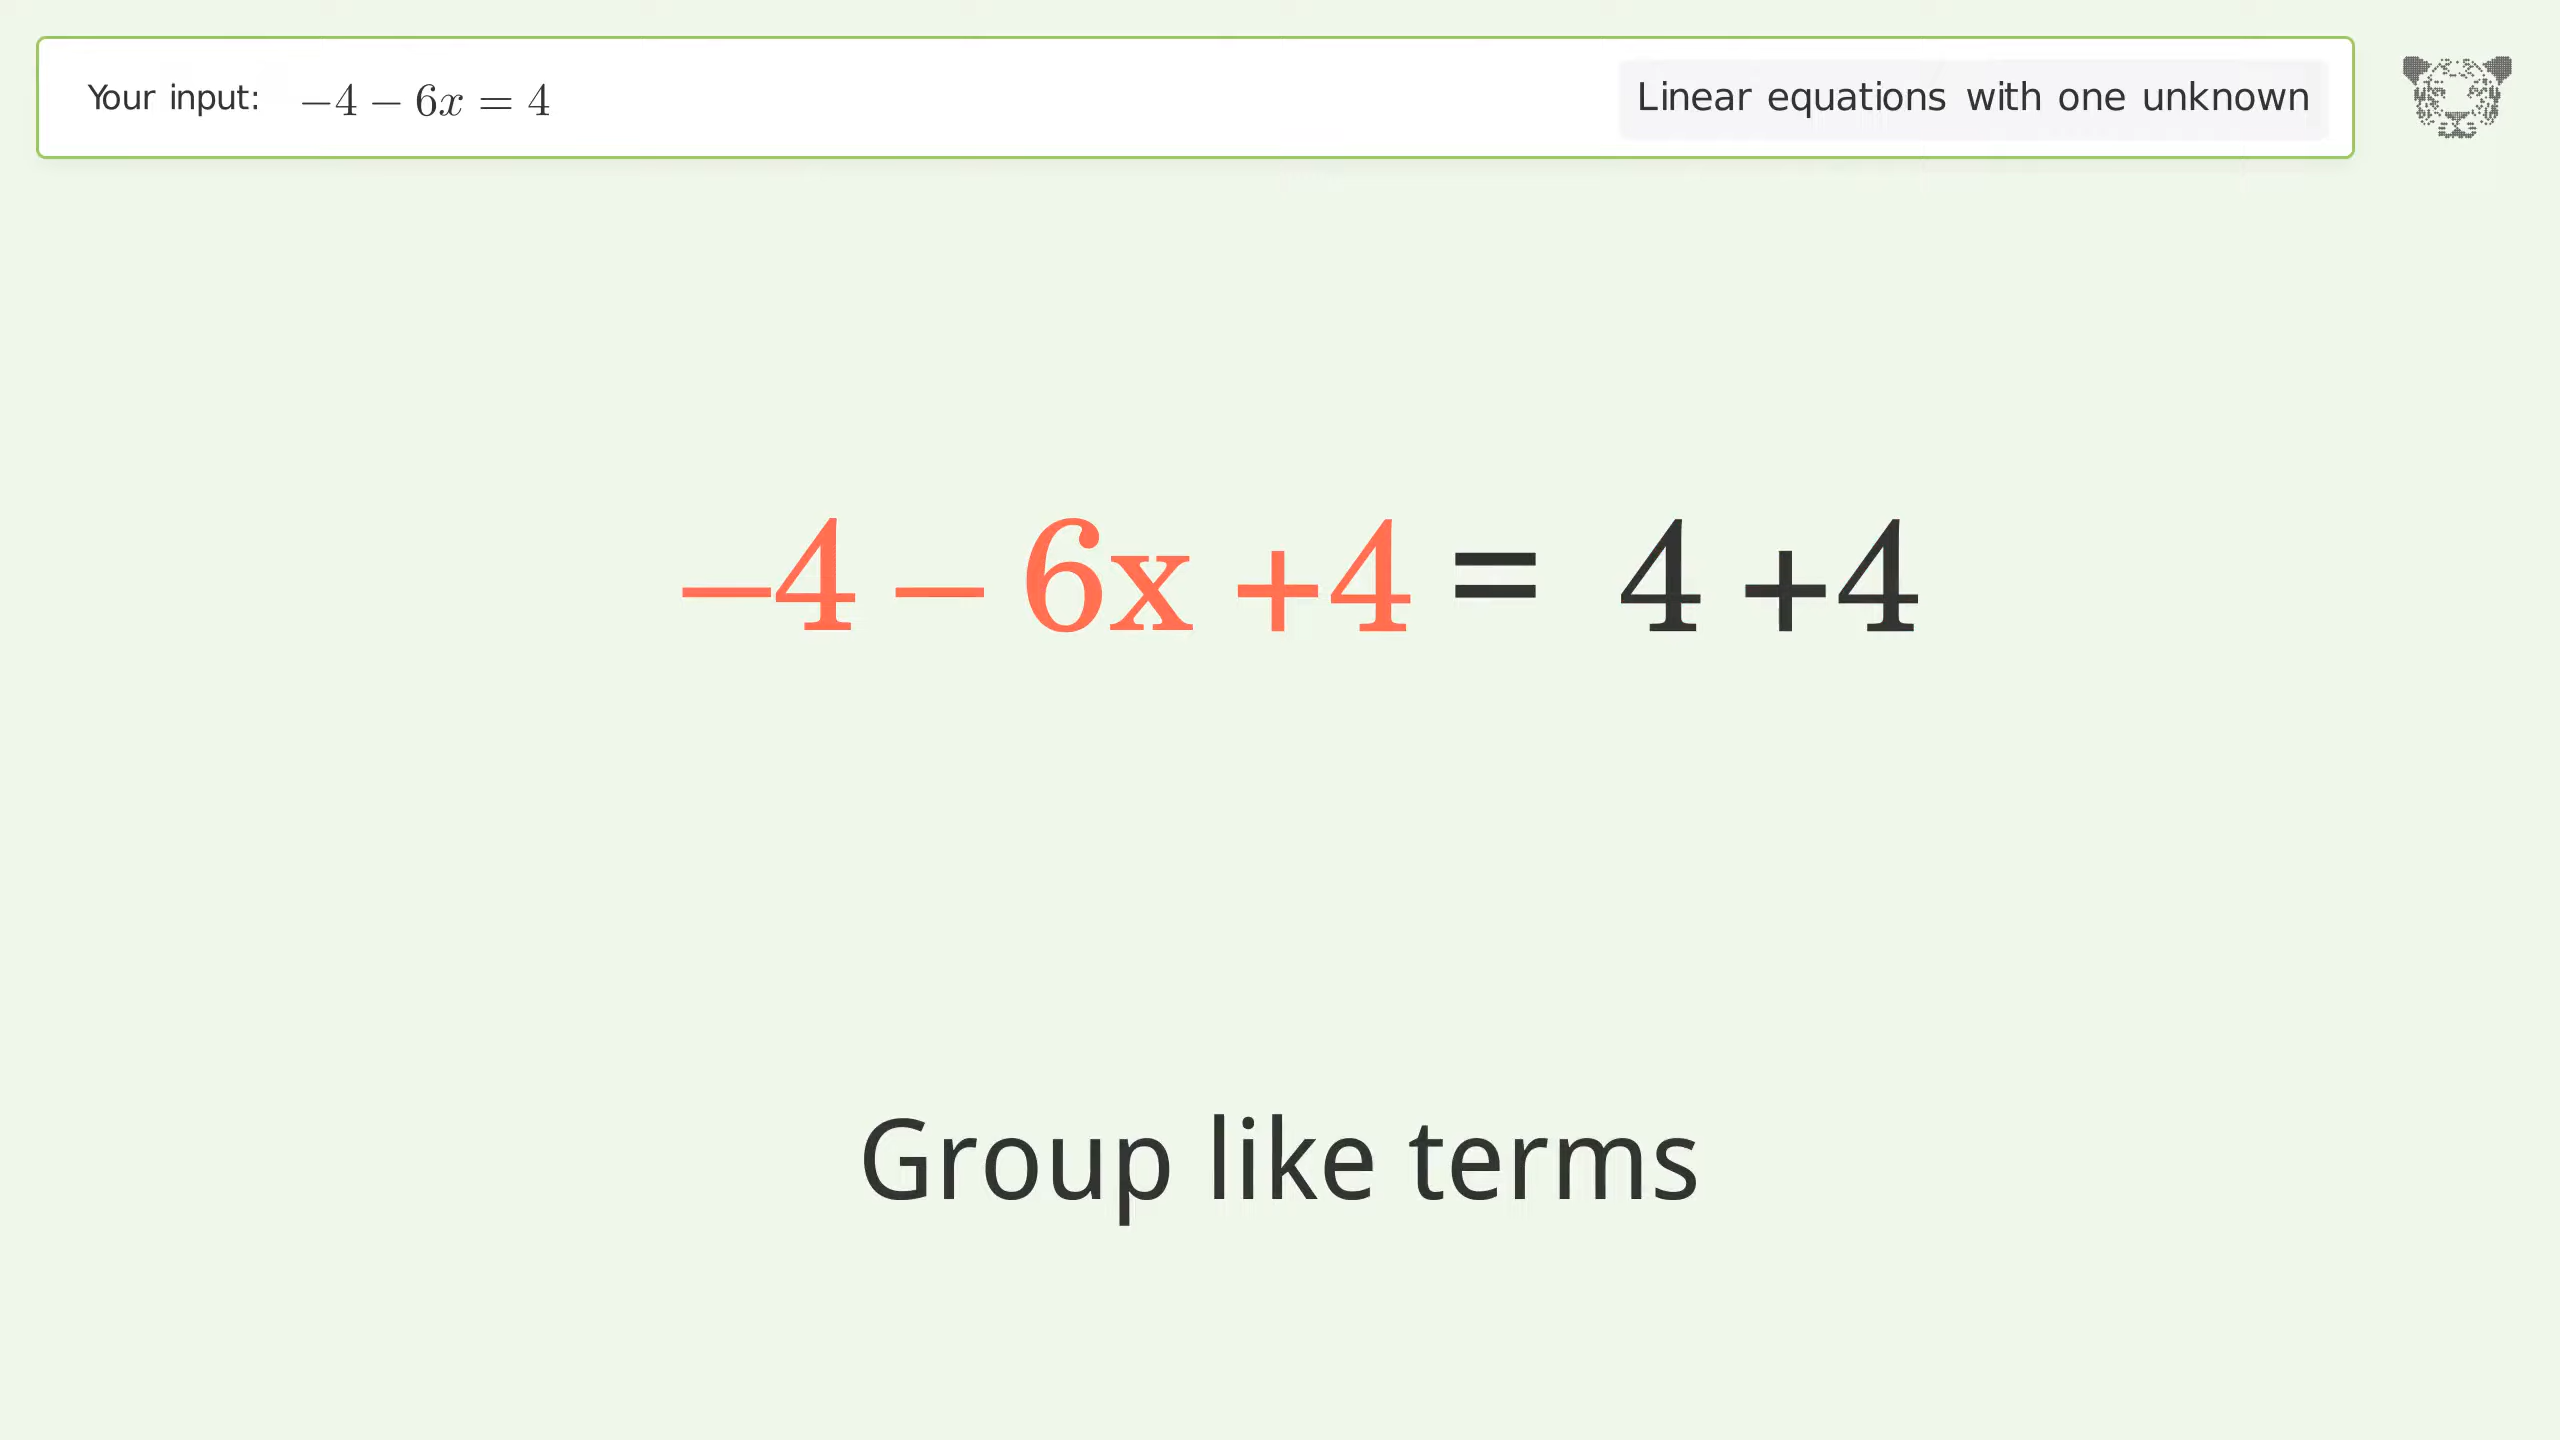 Your input: −4 − 6x = 4
Linear equations with one unknown
−4 − 6x +4 = 4 +4
Group like terms